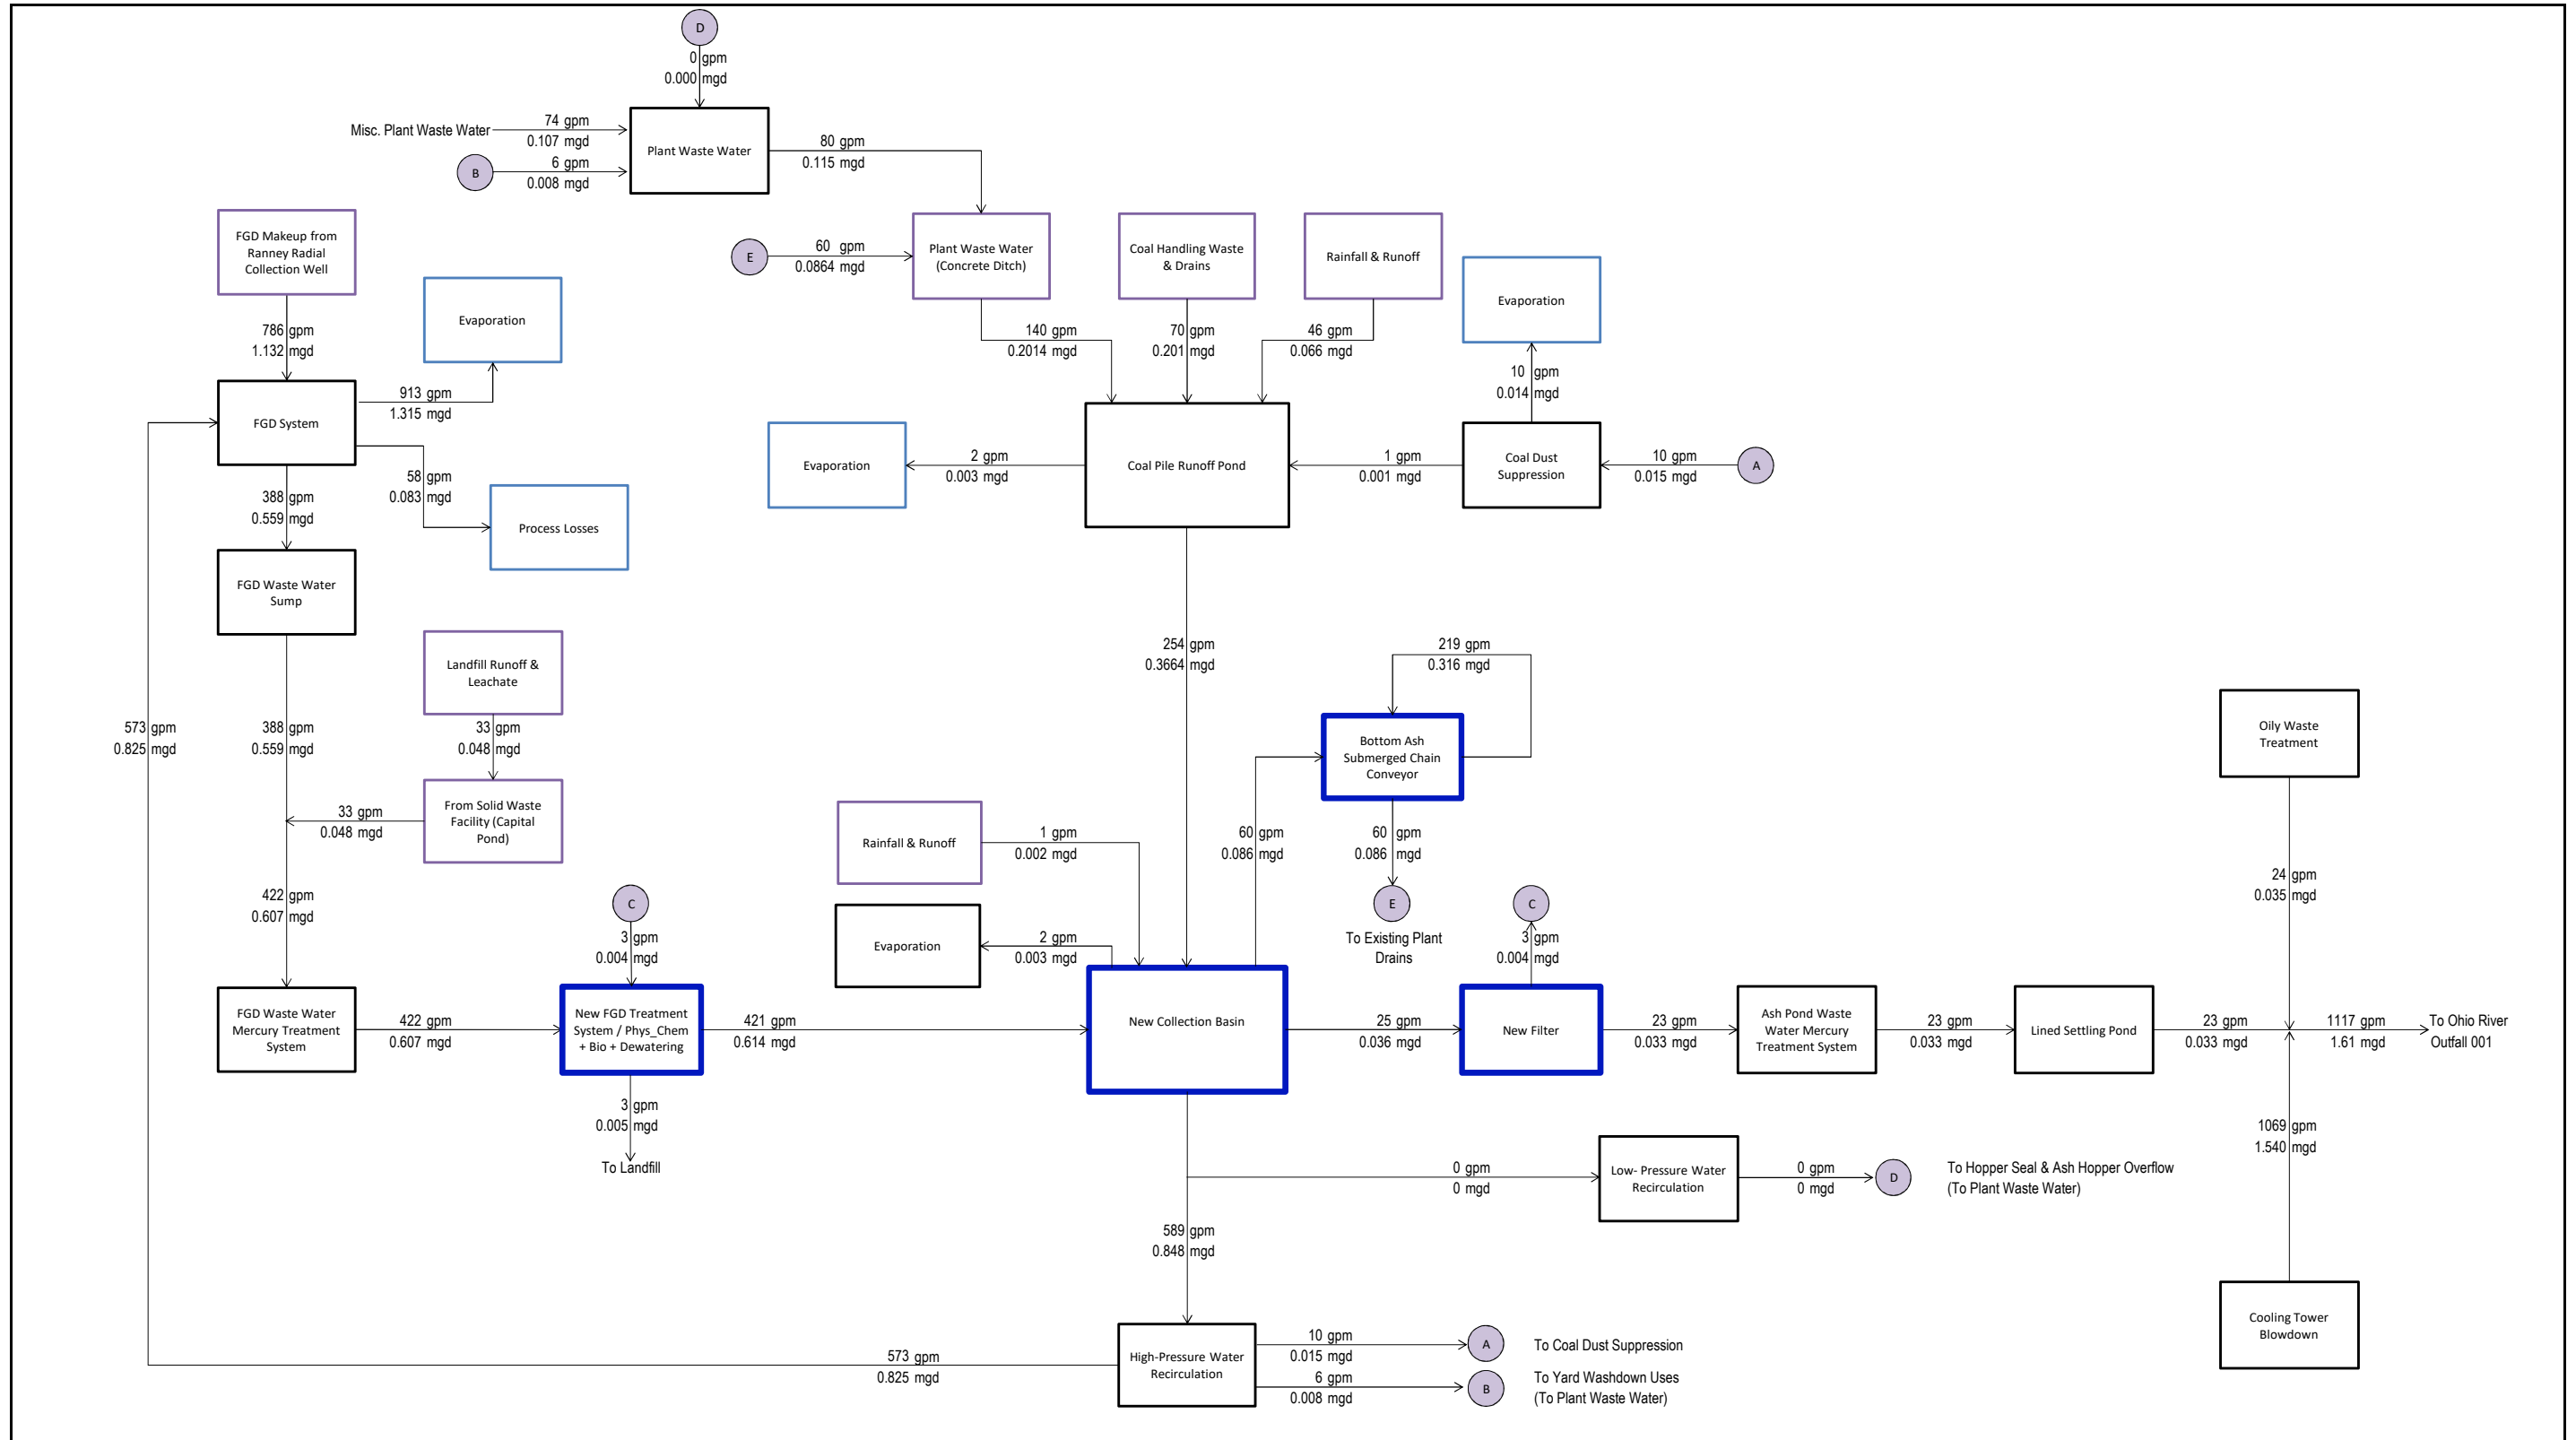 D
0 gpm
0.000 mgd
Misc. Plant Waste Water
74 gpm
0.107 mgd
B
6 gpm
0.008 mgd
Plant Waste Water
80 gpm
0.115 mgd
FGD Makeup from
Ranney Radial
Collection Well
E
60 gpm
0.0864 mgd
Plant Waste Water
(Concrete Ditch)
Coal Handling Waste
& Drains
Rainfall & Runoff
Evaporation
Evaporation
786 gpm
1.132 mgd
140 gpm
0.2014 mgd
70 gpm
0.201 mgd
46 gpm
0.066 mgd
10 gpm
0.014 mgd
FGD System
913 gpm
1.315 mgd
58 gpm
0.083 mgd
Process Losses
388 gpm
0.559 mgd
Evaporation
2 gpm
0.003 mgd
Coal Pile Runoff Pond
1 gpm
0.001 mgd
Coal Dust
Suppression
10 gpm
0.015 mgd
A
FGD Waste Water
Sump
Landfill Runoff &
Leachate
254 gpm
0.3664 mgd
219 gpm
0.316 mgd
573 gpm
0.825 mgd
388 gpm
0.559 mgd
33 gpm
0.048 mgd
Bottom Ash
Submerged Chain
Conveyor
Oily Waste
Treatment
33 gpm
0.048 mgd
From Solid Waste
Facility (Capital
Pond)
Rainfall & Runoff
1 gpm
0.002 mgd
60 gpm
0.086 mgd
60 gpm
0.086 mgd
422 gpm
0.607 mgd
C
3 gpm
0.004 mgd
Evaporation
2 gpm
0.003 mgd
E
To Existing Plant
Drains
C
3 gpm
0.004 mgd
24 gpm
0.035 mgd
FGD Waste Water
Mercury Treatment
System
422 gpm
0.607 mgd
New FGD Treatment
System / Phys_Chem
+ Bio + Dewatering
421 gpm
0.614 mgd
New Collection Basin
25 gpm
0.036 mgd
New Filter
23 gpm
0.033 mgd
Ash Pond Waste
Water Mercury
Treatment System
23 gpm
0.033 mgd
Lined Settling Pond
23 gpm
0.033 mgd
1117 gpm
1.61 mgd
To Ohio River
Outfall 001
3 gpm
0.005 mgd
To Landfill
1069 gpm
1.540 mgd
0 gpm
0 mgd
Low- Pressure Water
Recirculation
0 gpm
0 mgd
D
To Hopper Seal & Ash Hopper Overflow
(To Plant Waste Water)
589 gpm
0.848 mgd
573 gpm
0.825 mgd
High-Pressure Water
Recirculation
10 gpm
0.015 mgd
A
To Coal Dust Suppression
6 gpm
0.008 mgd
B
To Yard Washdown Uses
(To Plant Waste Water)
Cooling Tower
Blowdown